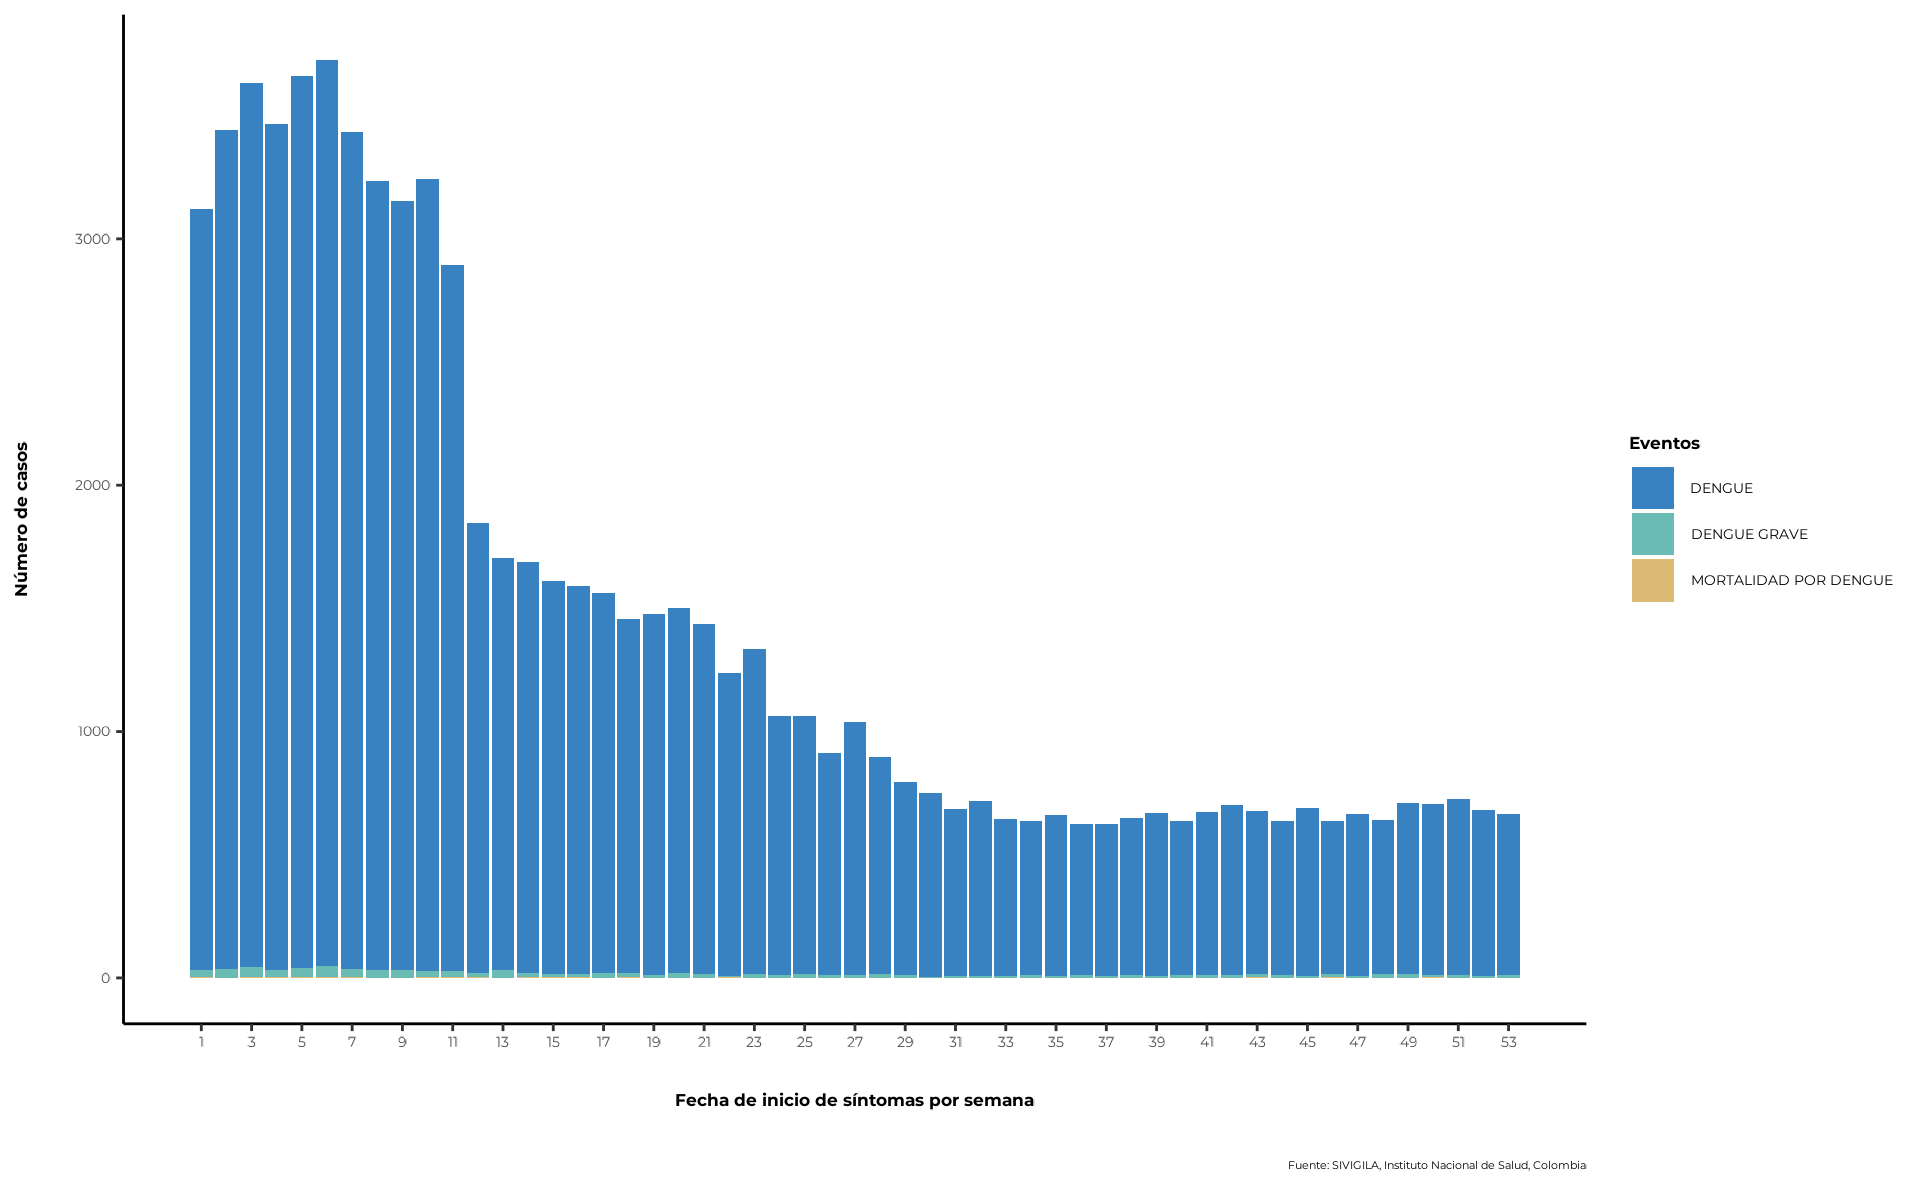 Número de casos
3000
2000
1000
0
1 3 5 7 9 11 13 15 17 19 21 23 25 27 29 31 33 35 37 39 41 43 45 47 49 51 53
Fecha de inicio de síntomas por semana
Eventos
DENGUE
DENGUE GRAVE
MORTALIDAD POR DENGUE
Fuente: SIVIGILA, Instituto Nacional de Salud, Colombia